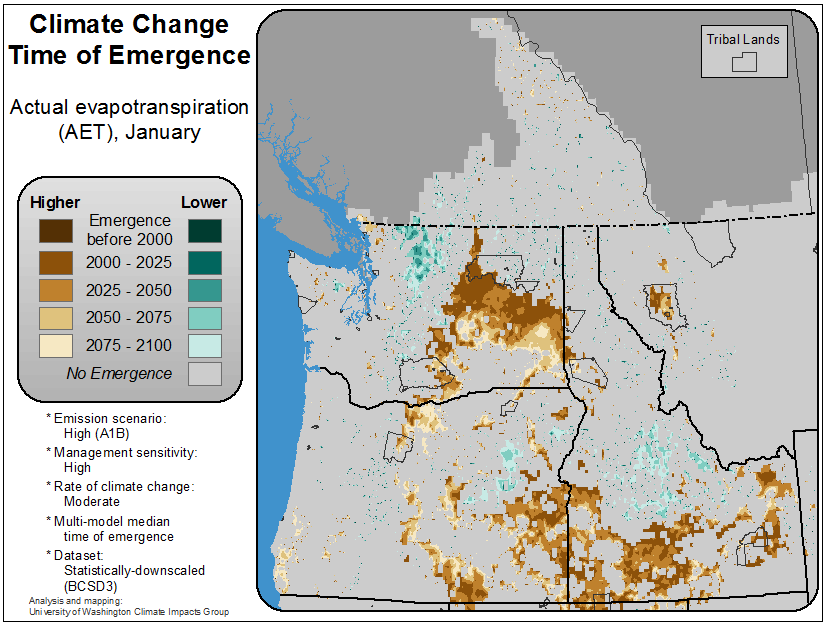 Climate Change
Time of Emergence
Actual evapotranspiration
(AET), January
Higher
Lower
Emergence
before 2000
2000 - 2025
2025 - 2050
2050 - 2075
2075 - 2100
No Emergence
* Emission scenario:
High (A1B)
* Management sensitivity:
High
* Rate of climate change:
Moderate
* Multi-model median
time of emergence
* Dataset:
Statistically-downscaled
(BCSD3)
Analysis and mapping:
University of Washington Climate Impacts Group
Tribal Lands